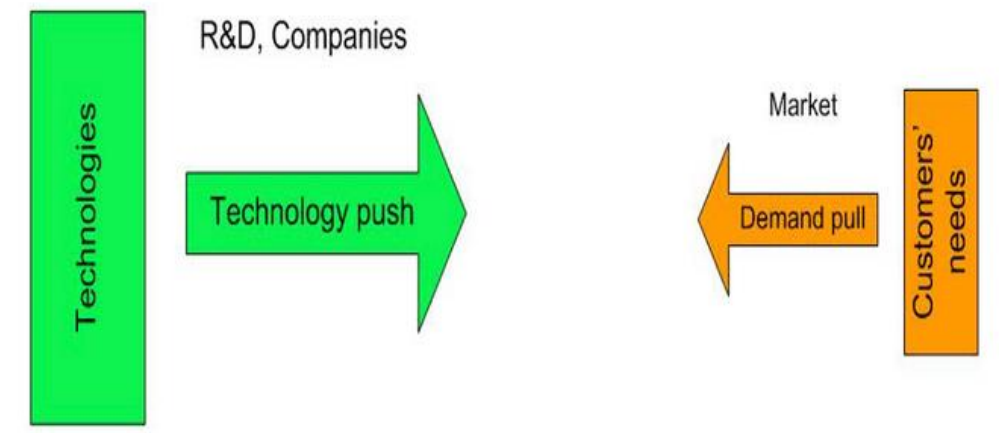 Technologies
R&D, Companies
Technology push
Market
Demand pull
Customers’
needs